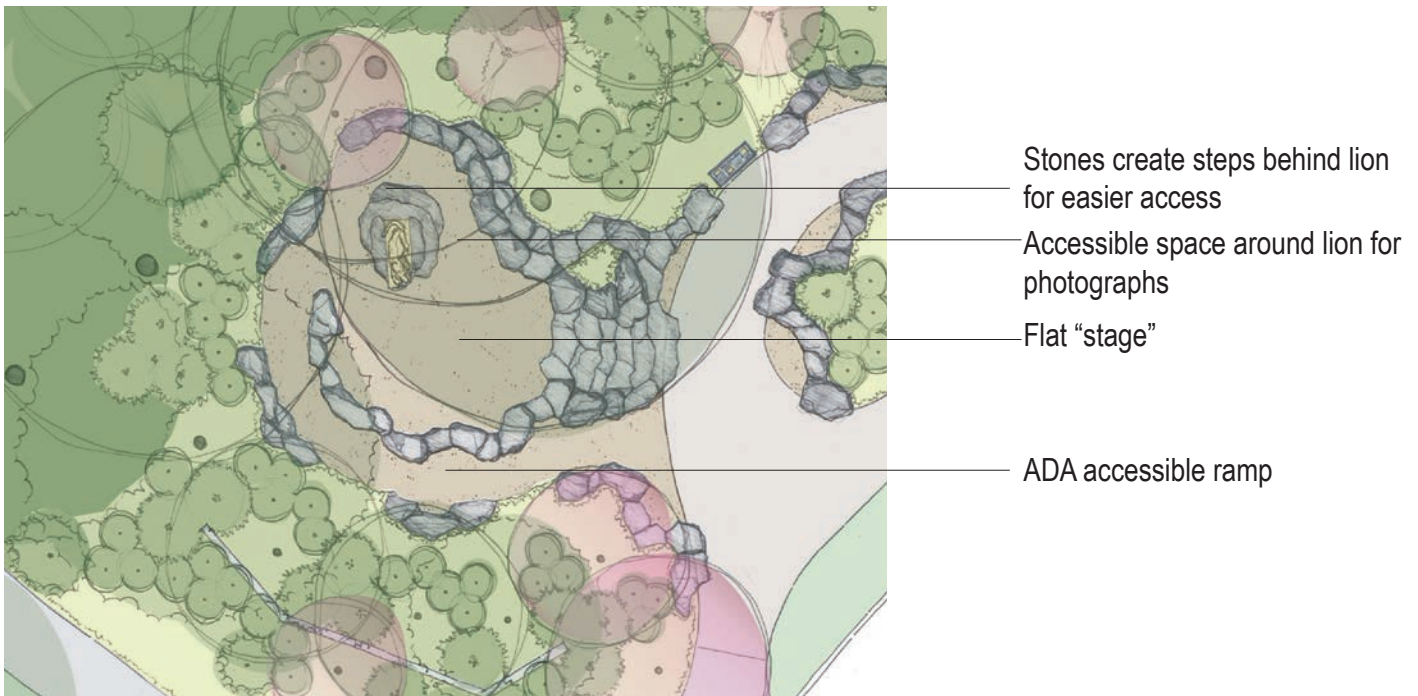 Stones create steps behind lion
for easier access
Accessible space around lion for
photographs
Flat “stage”
ADA accessible ramp